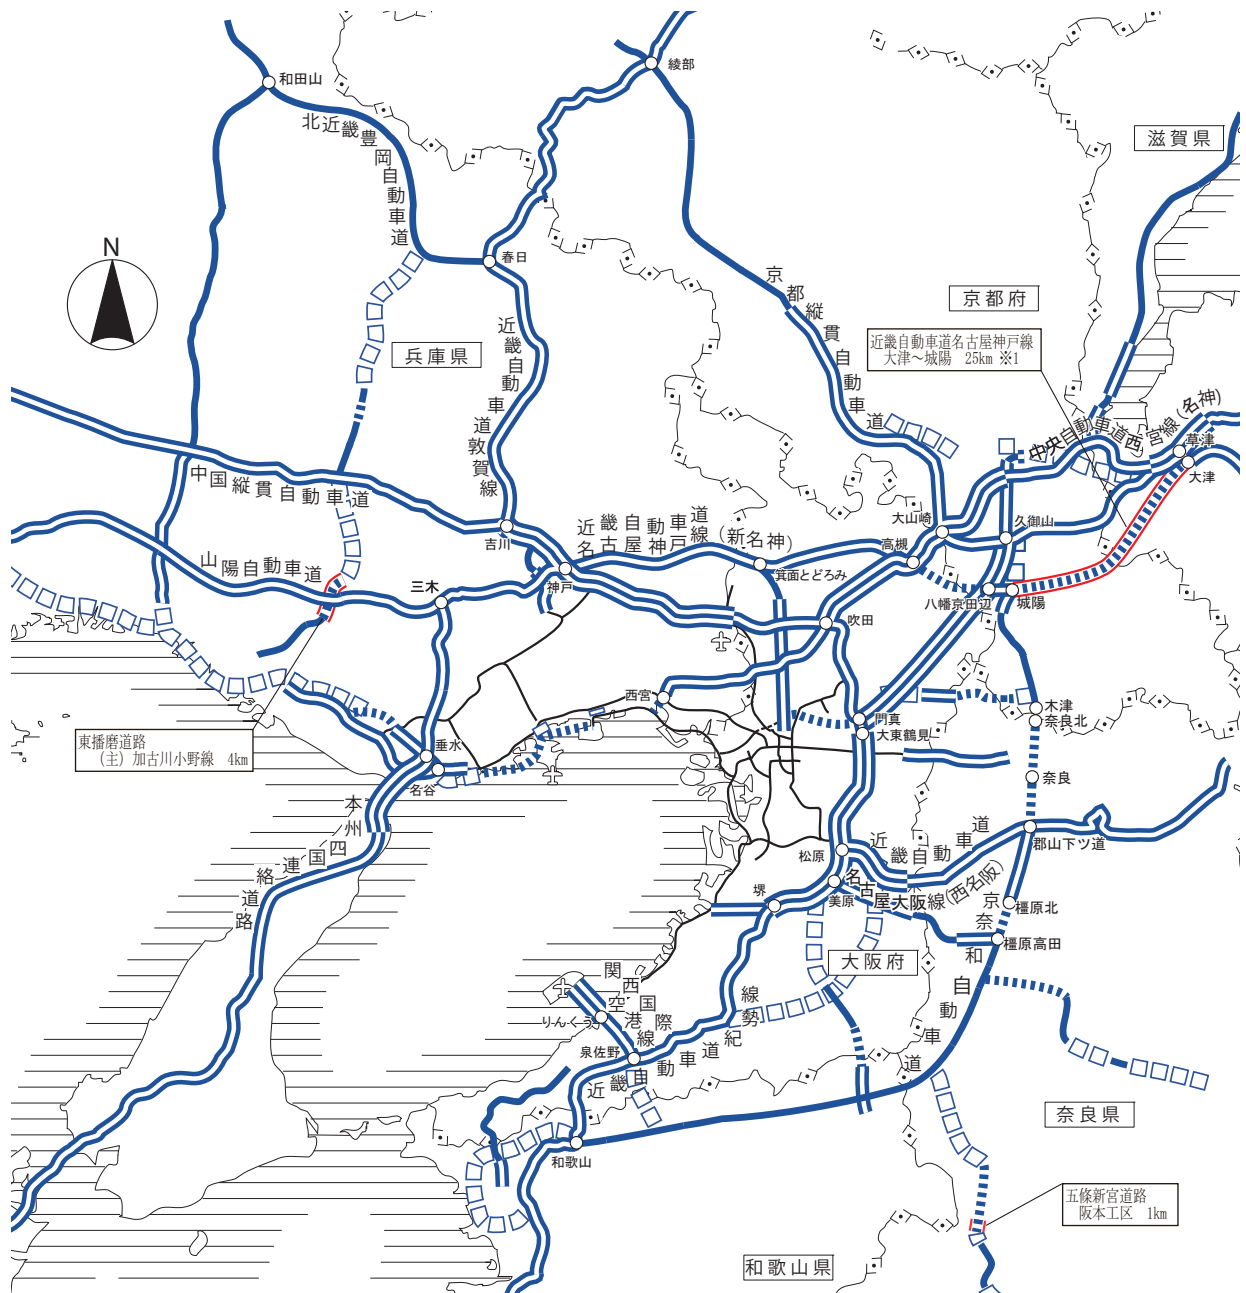 綾部
和田山
北近畿豊岡自動車道
滋賀県
N
春日
京都縦貫自動車道
京都府
近畿自動車道敦賀線
兵庫県
近畿自動車道名古屋神戸線
大津～城陽 25km ※1
中央自動車道西宮線(名神)
草津
大津
中国縦貫自動車道
吉川
近畿自動車道
名古屋神戸線(新名神)
大山崎
久御山
高槻
箕面とどろみ
山陽自動車道
神戸
三木
八幡京田辺
城陽
吹田
西宮
木津
奈良北
門真
大東鶴見
東播磨道路
(主) 加古川小野線 4km
垂水
名谷
奈良
本州四国連絡道路
郡山下ツ道
松原
近畿自動車道
名古屋大阪線(西名阪)
堺
美原
橿原北
京奈和自動車道
橿原高田
大阪府
関西国際空港線
りんくう
泉佐野
近畿自動車道紀勢線
奈良県
和歌山
五條新宮道路
阪本工区 1km
和歌山県